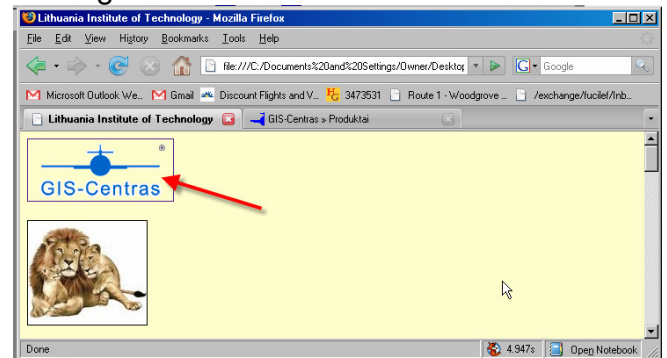 Lithuania Institute of Technology - Mozilla Firefox
File Edit View History Bookmarks Tools Help
file:///C:/Documents%20and%20Settings/Owner/Desktop
G Google
Microsoft Outlook We... Gmail Discount Flights and V... 3473531 Route 1 - Woodgrove ... /exchange/fucilef/Inb...
Lithuania Institute of Technology GIS-Centras » Produktai
®
GIS-Centras
Done 4.947s Open Notebook